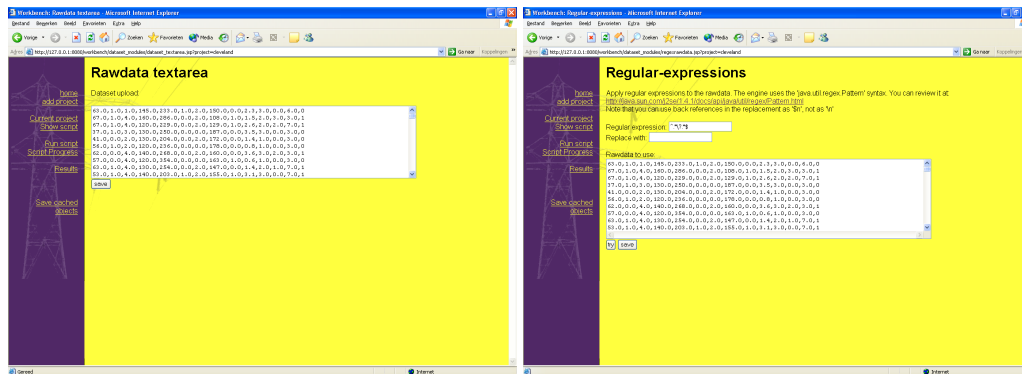 Workbench: Rawdata textarea - Microsoft Internet Explorer
Bestand Bewerken Beeld Favorieten Extra Help
Vorige Zoeken Favorieten Media
Adres http://127.0.0.1:8080/workbench/dataset_modules/dataset_textarea.jsp?project=cleveland Ga naar Koppelingen
home
add project
Current project
Show script
Run script
Script Progress
Results
Save cached
objects
Rawdata textarea
Dataset upload:
63.0,1.0,1.0,145.0,233.0,1.0,2.0,150.0,0.0,2.3,3.0,0.0,6.0,0
67.0,1.0,4.0,160.0,286.0,0.0,2.0,108.0,1.0,1.5,2.0,3.0,3.0,1
67.0,1.0,4.0,120.0,229.0,0.0,2.0,129.0,1.0,2.6,2.0,2.0,7.0,1
37.0,1.0,3.0,130.0,250.0,0.0,0.0,187.0,0.0,3.5,3.0,0.0,3.0,0
41.0,0.0,2.0,130.0,204.0,0.0,2.0,172.0,0.0,1.4,1.0,0.0,3.0,0
56.0,1.0,2.0,120.0,236.0,0.0,0.0,178.0,0.0,0.8,1.0,0.0,3.0,0
62.0,0.0,4.0,140.0,268.0,0.0,2.0,160.0,0.0,3.6,3.0,2.0,3.0,1
57.0,0.0,4.0,120.0,354.0,0.0,0.0,163.0,1.0,0.6,1.0,0.0,3.0,0
63.0,1.0,4.0,130.0,254.0,0.0,2.0,147.0,0.0,1.4,2.0,1.0,7.0,1
53.0,1.0,4.0,140.0,203.0,1.0,2.0,155.0,1.0,3.1,3.0,0.0,7.0,1
save
Gereed Internet
Workbench: Regular-expressions - Microsoft Internet Explorer
Bestand Bewerken Beeld Favorieten Extra Help
Vorige Zoeken Favorieten Media
Adres http://127.0.0.1:8080/workbench/dataset_modules/regexrawdata.jsp?project=cleveland Ga naar Koppelingen
home
add project
Current project
Show script
Run script
Script Progress
Results
Save cached
objects
Regular-expressions
Apply regular expressions to the rawdata. The engine uses the 'java.util.regex.Pattern' syntax. You can review it at:
http://java.sun.com/j2se/1.4.1/docs/api/java/util/regex/Pattern.html
Note that you can use back references in the replacement as "$n", not as "\n"
Regular expression:
Replace with:
Rawdata to use:
63.0,1.0,1.0,145.0,233.0,1.0,2.0,150.0,0.0,2.3,3.0,0.0,6.0,0
67.0,1.0,4.0,160.0,286.0,0.0,2.0,108.0,1.0,1.5,2.0,3.0,3.0,1
67.0,1.0,4.0,120.0,229.0,0.0,2.0,129.0,1.0,2.6,2.0,2.0,7.0,1
37.0,1.0,3.0,130.0,250.0,0.0,0.0,187.0,0.0,3.5,3.0,0.0,3.0,0
41.0,0.0,2.0,130.0,204.0,0.0,2.0,172.0,0.0,1.4,1.0,0.0,3.0,0
56.0,1.0,2.0,120.0,236.0,0.0,0.0,178.0,0.0,0.8,1.0,0.0,3.0,0
62.0,0.0,4.0,140.0,268.0,0.0,2.0,160.0,0.0,3.6,3.0,2.0,3.0,1
57.0,0.0,4.0,120.0,354.0,0.0,0.0,163.0,1.0,0.6,1.0,0.0,3.0,0
63.0,1.0,4.0,130.0,254.0,0.0,2.0,147.0,0.0,1.4,2.0,1.0,7.0,1
53.0,1.0,4.0,140.0,203.0,1.0,2.0,155.0,1.0,3.1,3.0,0.0,7.0,1
try save
Internet